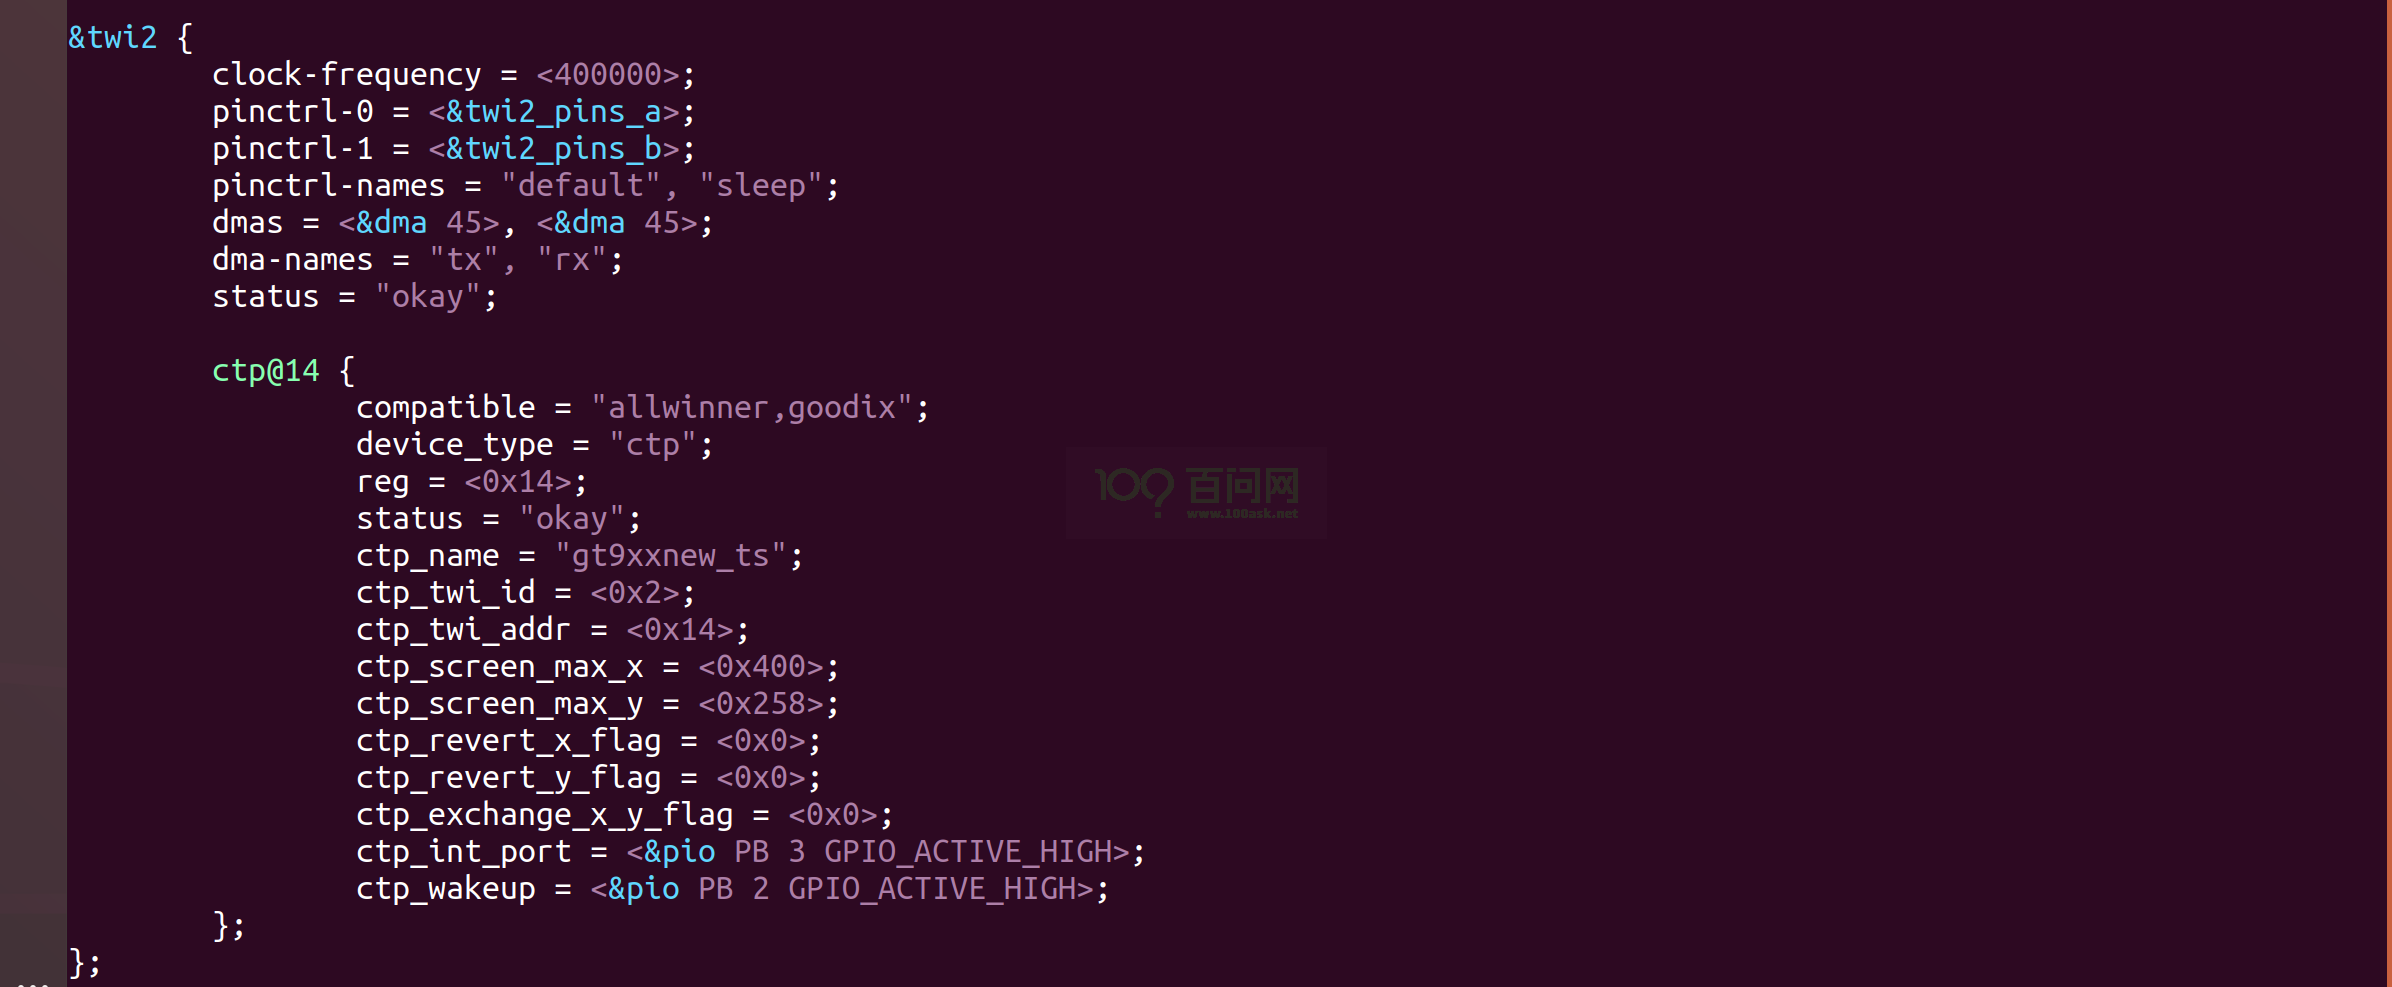 &twi2 {
        clock-frequency = <400000>;
        pinctrl-0 = <&twi2_pins_a>;
        pinctrl-1 = <&twi2_pins_b>;
        pinctrl-names = "default", "sleep";
        dmas = <&dma 45>, <&dma 45>;
        dma-names = "tx", "rx";
        status = "okay";

        ctp@14 {
                compatible = "allwinner,goodix";
                device_type = "ctp";
                reg = <0x14>;
                status = "okay";
                ctp_name = "gt9xxnew_ts";
                ctp_twi_id = <0x2>;
                ctp_twi_addr = <0x14>;
                ctp_screen_max_x = <0x400>;
                ctp_screen_max_y = <0x258>;
                ctp_revert_x_flag = <0x0>;
                ctp_revert_y_flag = <0x0>;
                ctp_exchange_x_y_flag = <0x0>;
                ctp_int_port = <&pio PB 3 GPIO_ACTIVE_HIGH>;
                ctp_wakeup = <&pio PB 2 GPIO_ACTIVE_HIGH>;
        };
};
100 百问网
www.100ask.net